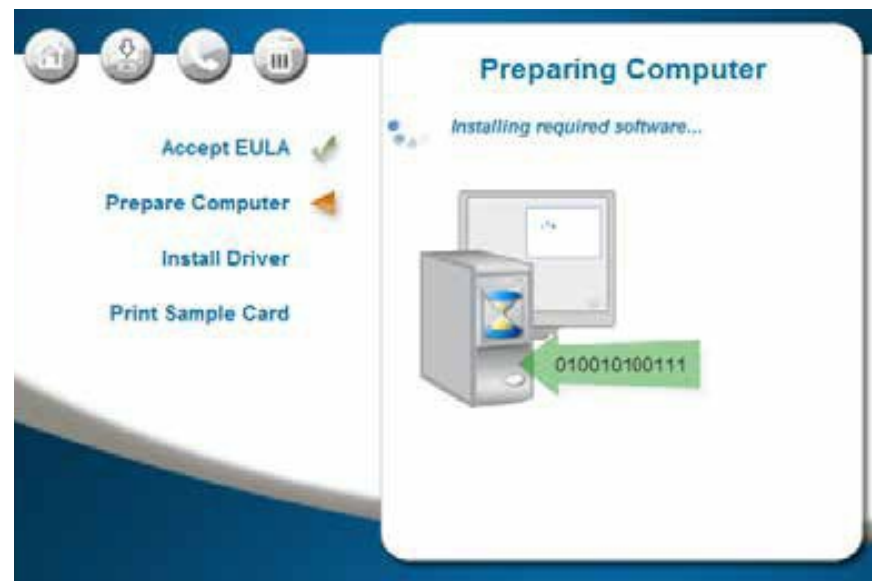 Preparing Computer
Installing required software...
Accept EULA
Prepare Computer
Install Driver
Print Sample Card
010010100111